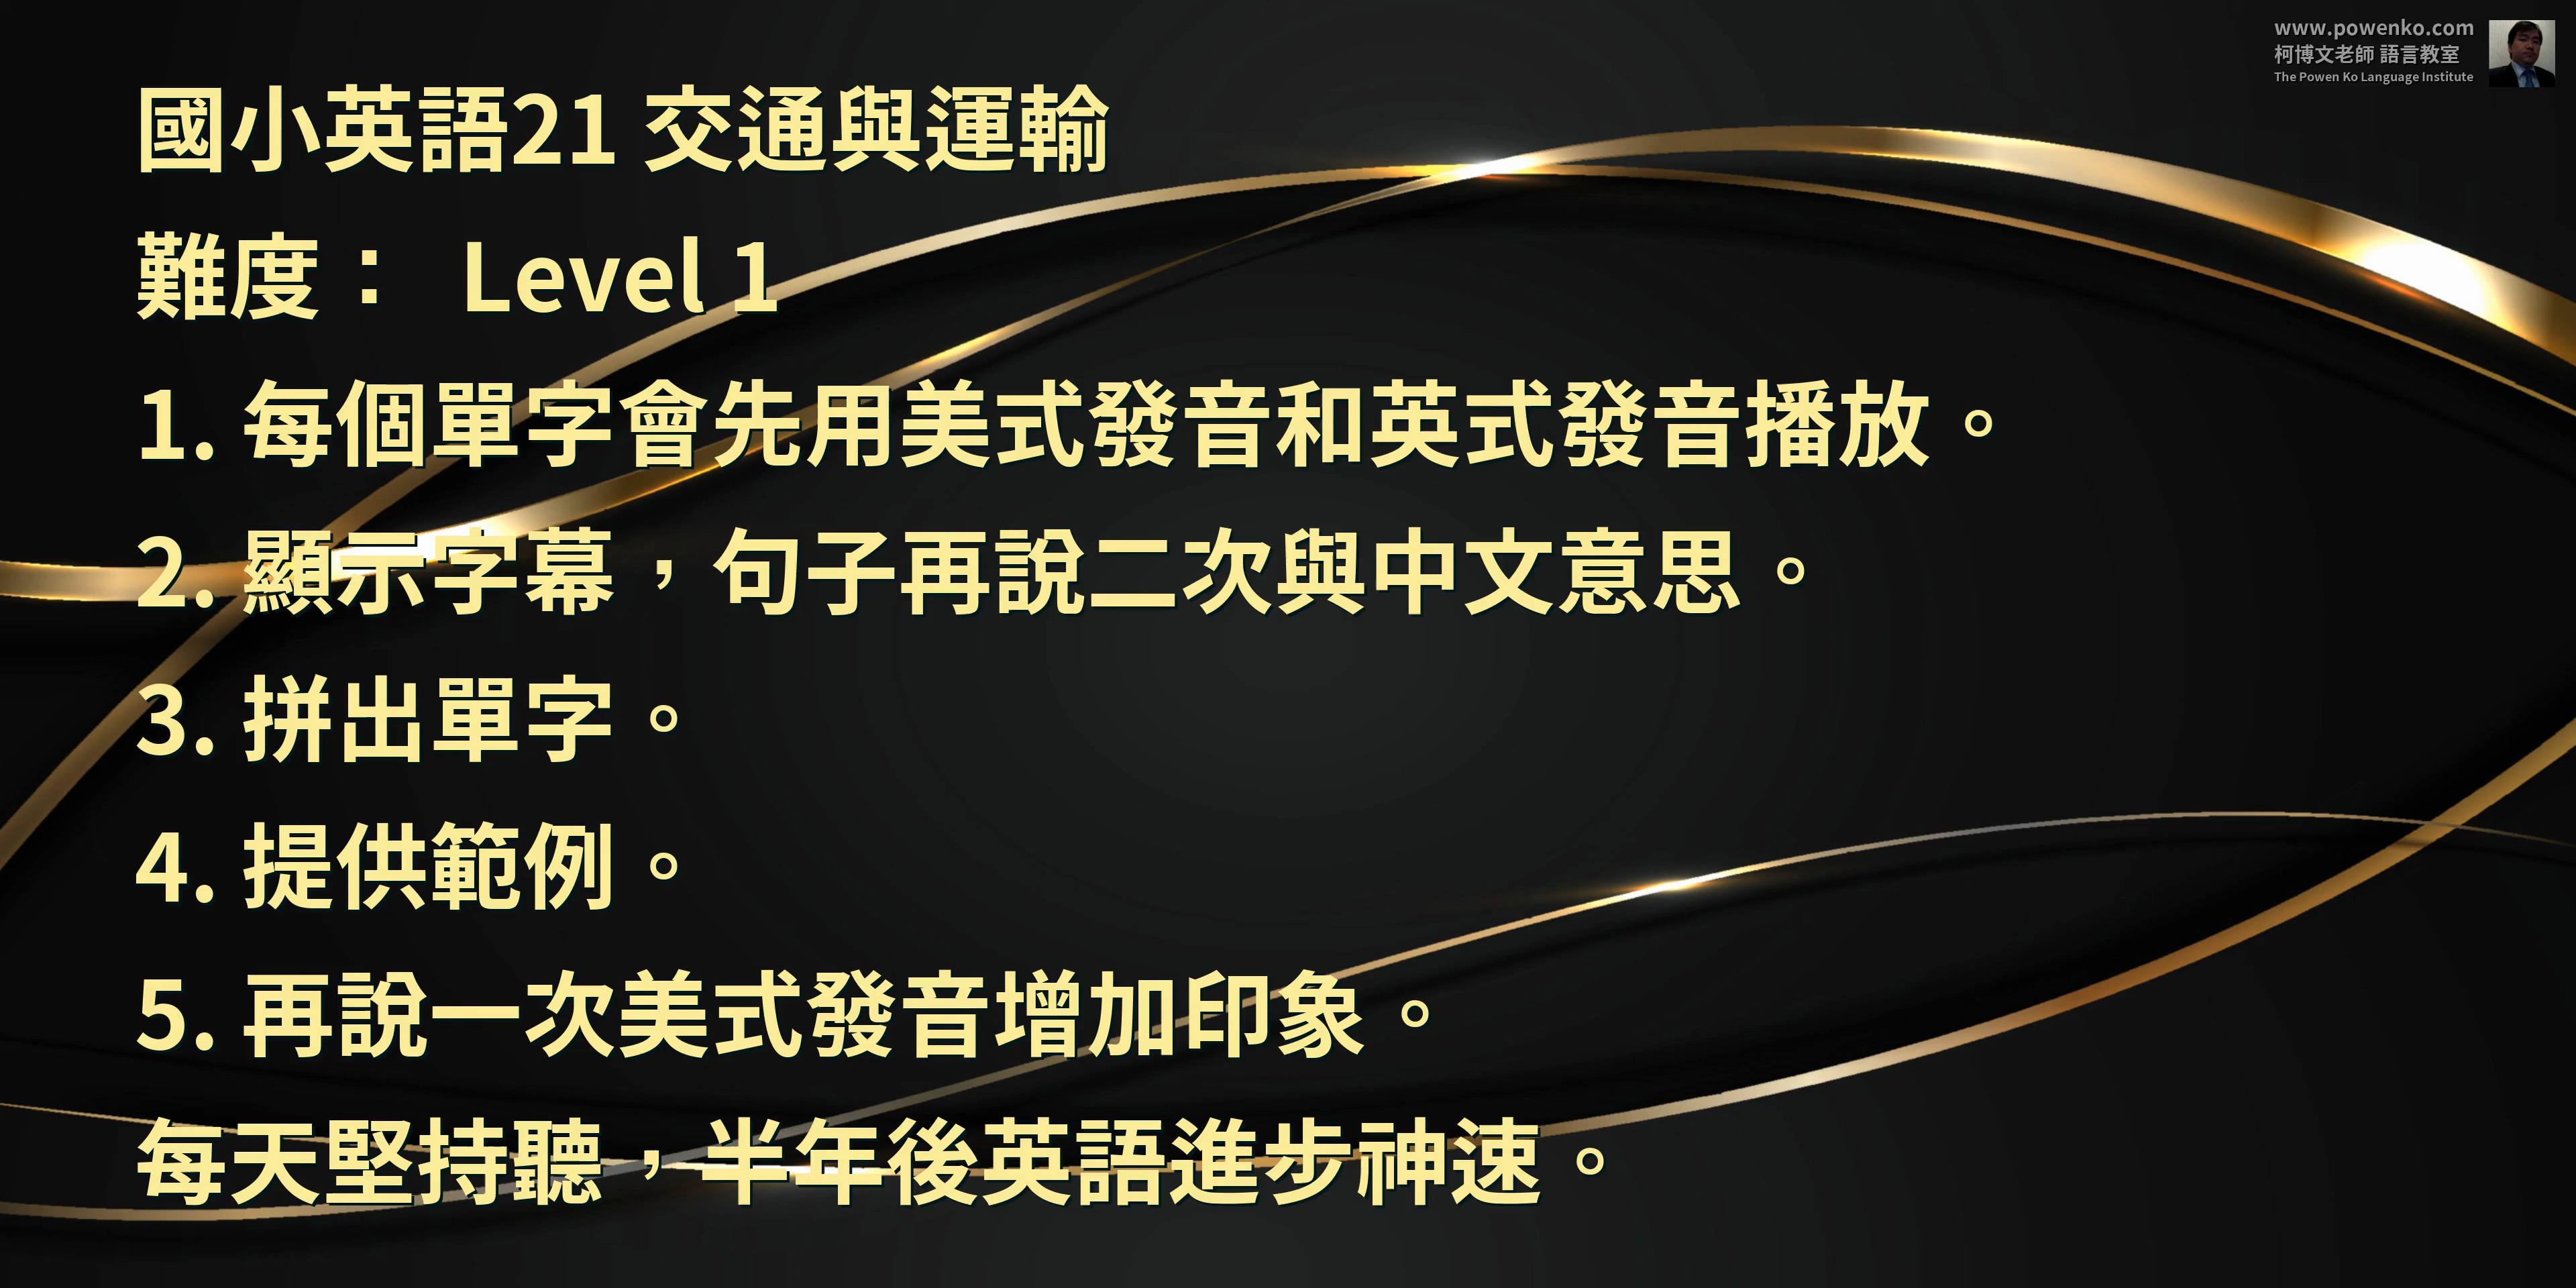 www.powenko.com
柯博文老師 語言教室
The Powen Ko Language Institute
國小英語21 交通與運輸
難度： Level 1
1. 每個單字會先用美式發音和英式發音播放。
2. 顯示字幕，句子再說二次與中文意思。
3. 拼出單字。
4. 提供範例。
5. 再說一次美式發音增加印象。
每天堅持聽，半年後英語進步神速。